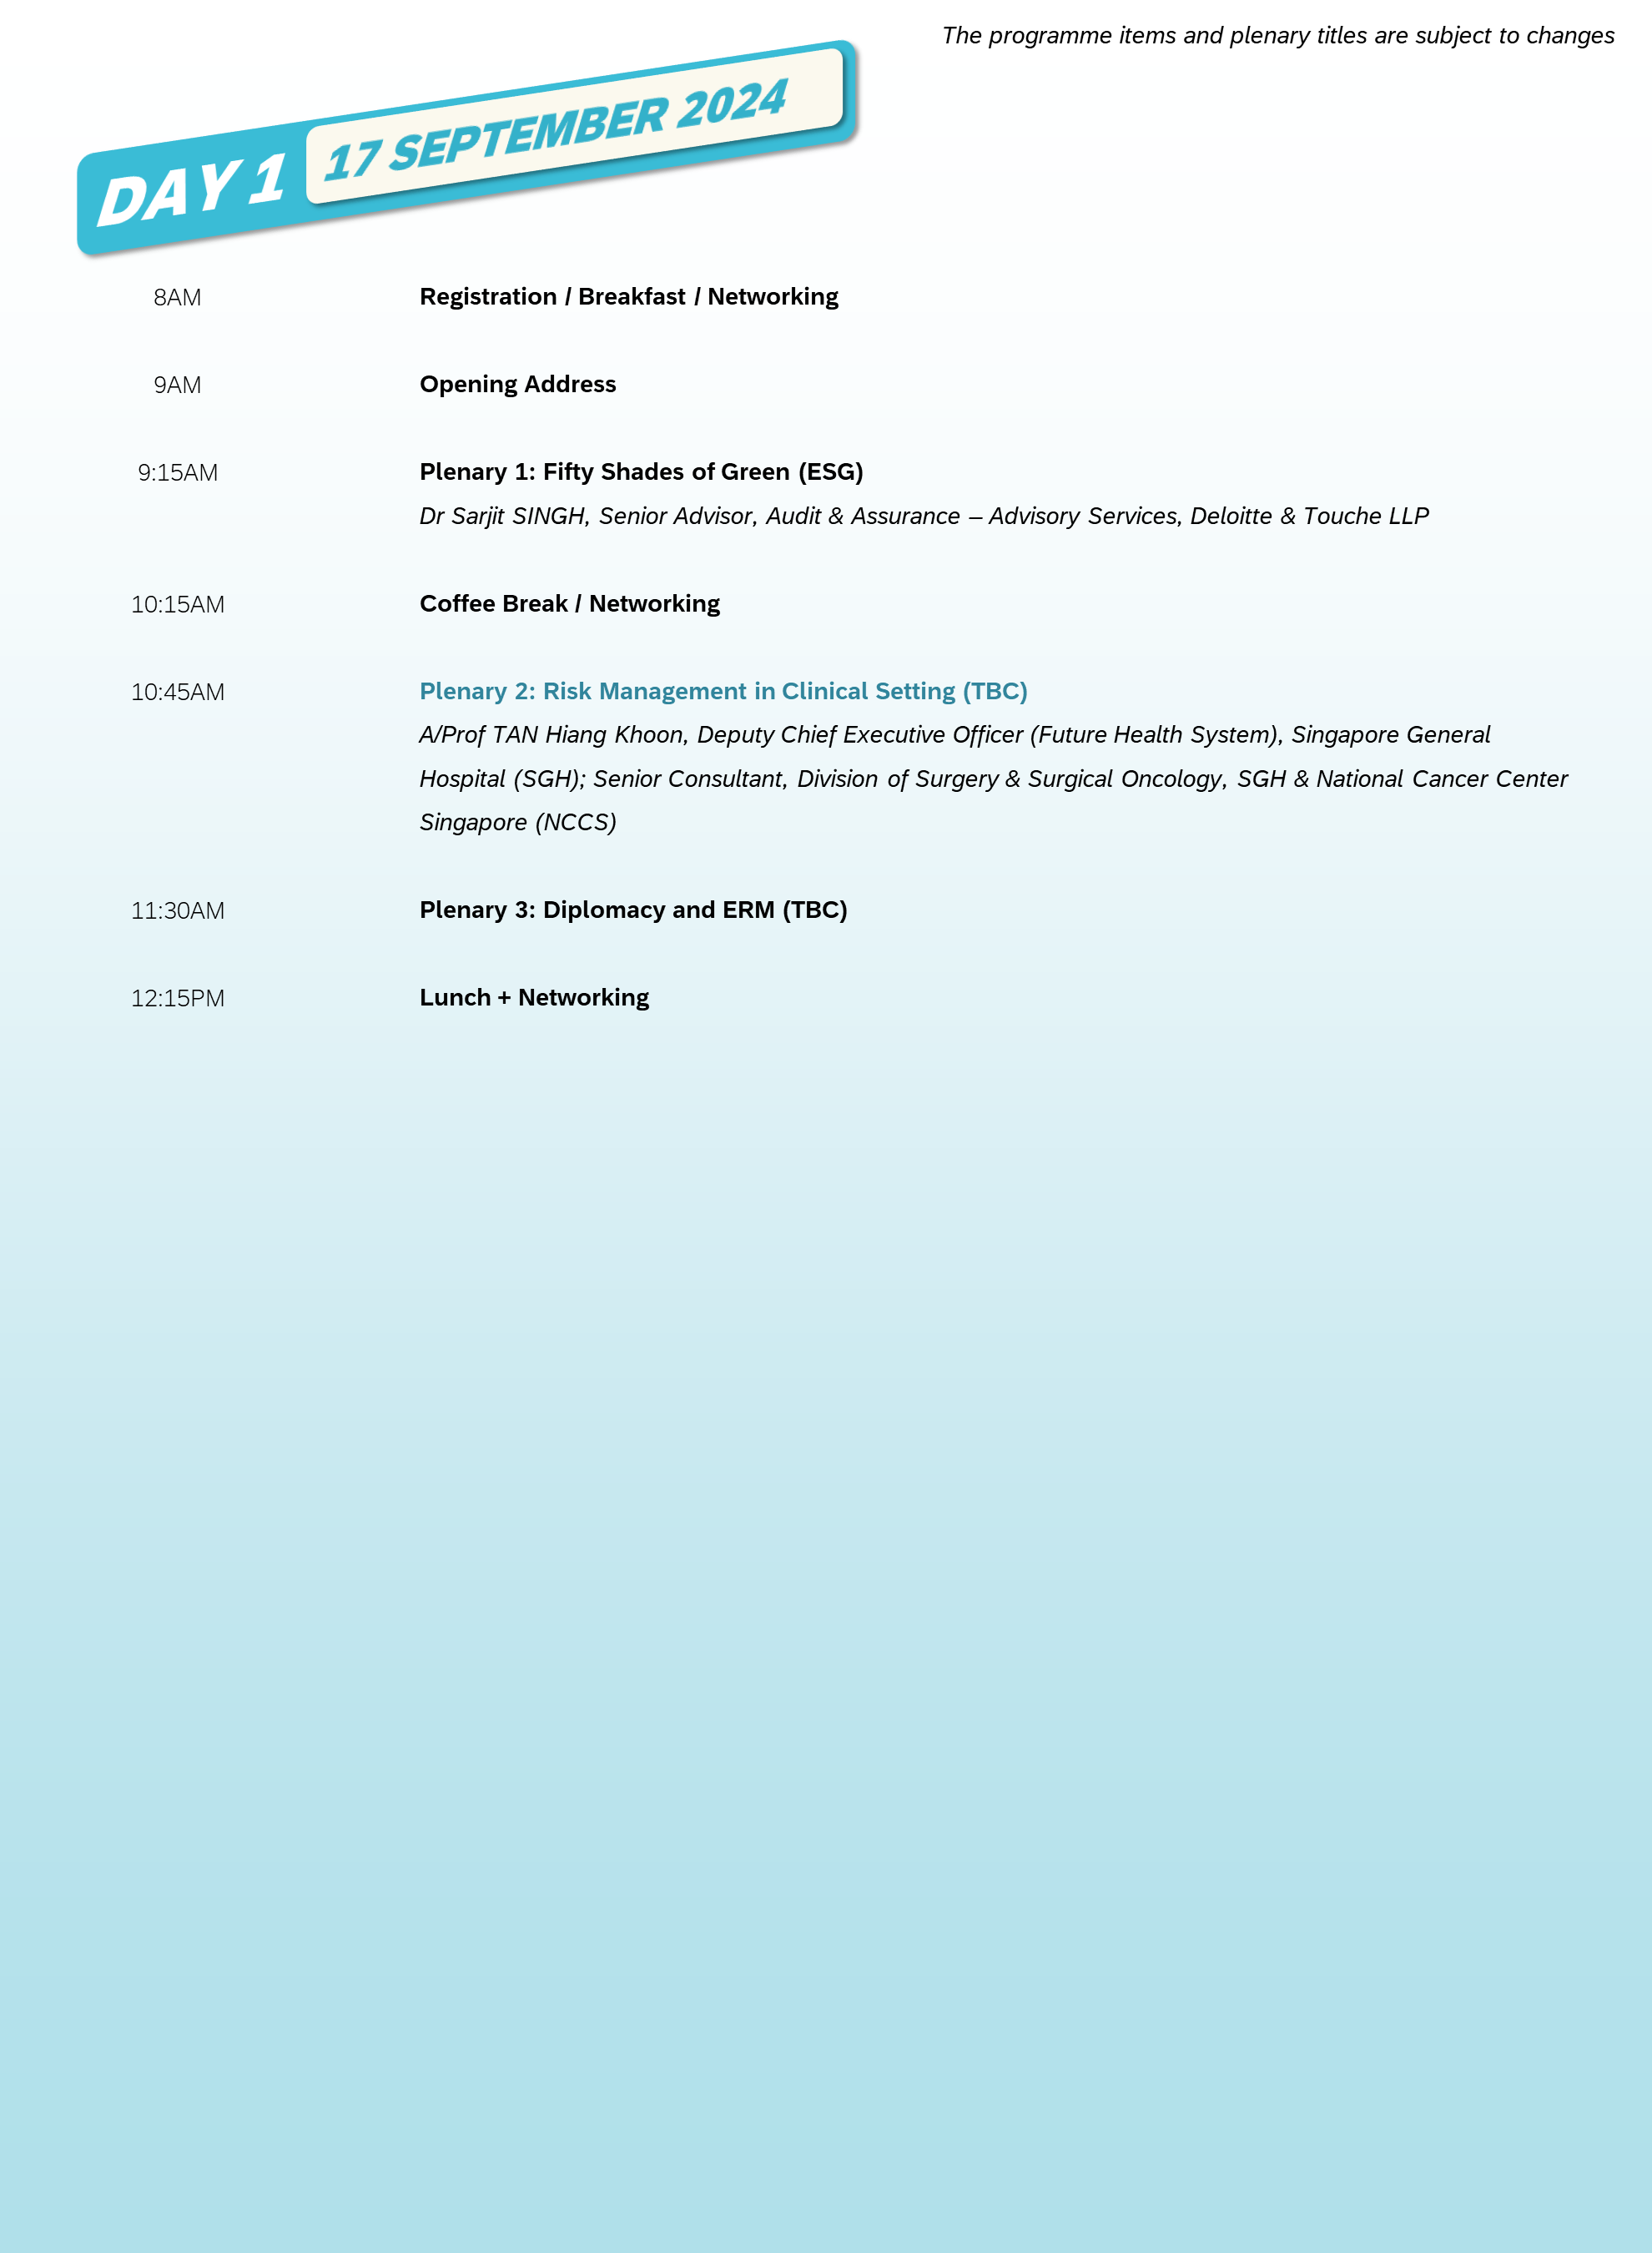 The programme items and plenary titles are subject to changes
DAY 1 17 SEPTEMBER 2024
8AM Registration / Breakfast / Networking
9AM Opening Address
9:15AM Plenary 1: Fifty Shades of Green (ESG)
Dr Sarjit SINGH, Senior Advisor, Audit & Assurance – Advisory Services, Deloitte & Touche LLP
10:15AM Coffee Break / Networking
10:45AM Plenary 2: Risk Management in Clinical Setting (TBC)
A/Prof TAN Hiang Khoon, Deputy Chief Executive Officer (Future Health System), Singapore General
Hospital (SGH); Senior Consultant, Division of Surgery & Surgical Oncology, SGH & National Cancer Center
Singapore (NCCS)
11:30AM Plenary 3: Diplomacy and ERM (TBC)
12:15PM Lunch + Networking